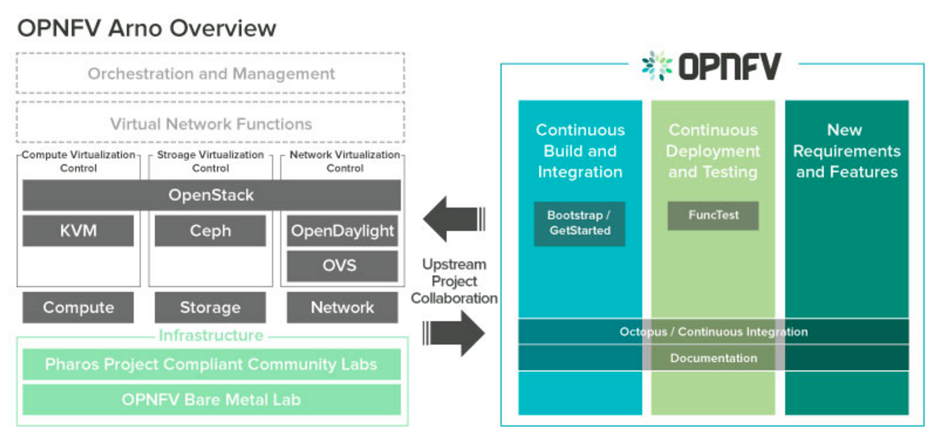 OPNFV Arno Overview
Orchestration and Management
Virtual Network Functions
Compute Virtualization
Control
Stroage Virtualization
Control
Network Virtualization
Control
OpenStack
KVM
Ceph
OpenDaylight
OVS
Compute
Storage
Network
Infrastructure
Pharos Project Compliant Community Labs
OPNFV Bare Metal Lab
Upstream
Project
Collaboration
OPNFV
Continuous
Build and
Integration
Continuous
Deployment
and Testing
New
Requirements
and Features
Bootstrap /
GetStarted
FuncTest
Octopus / Continuous Integration
Documentation